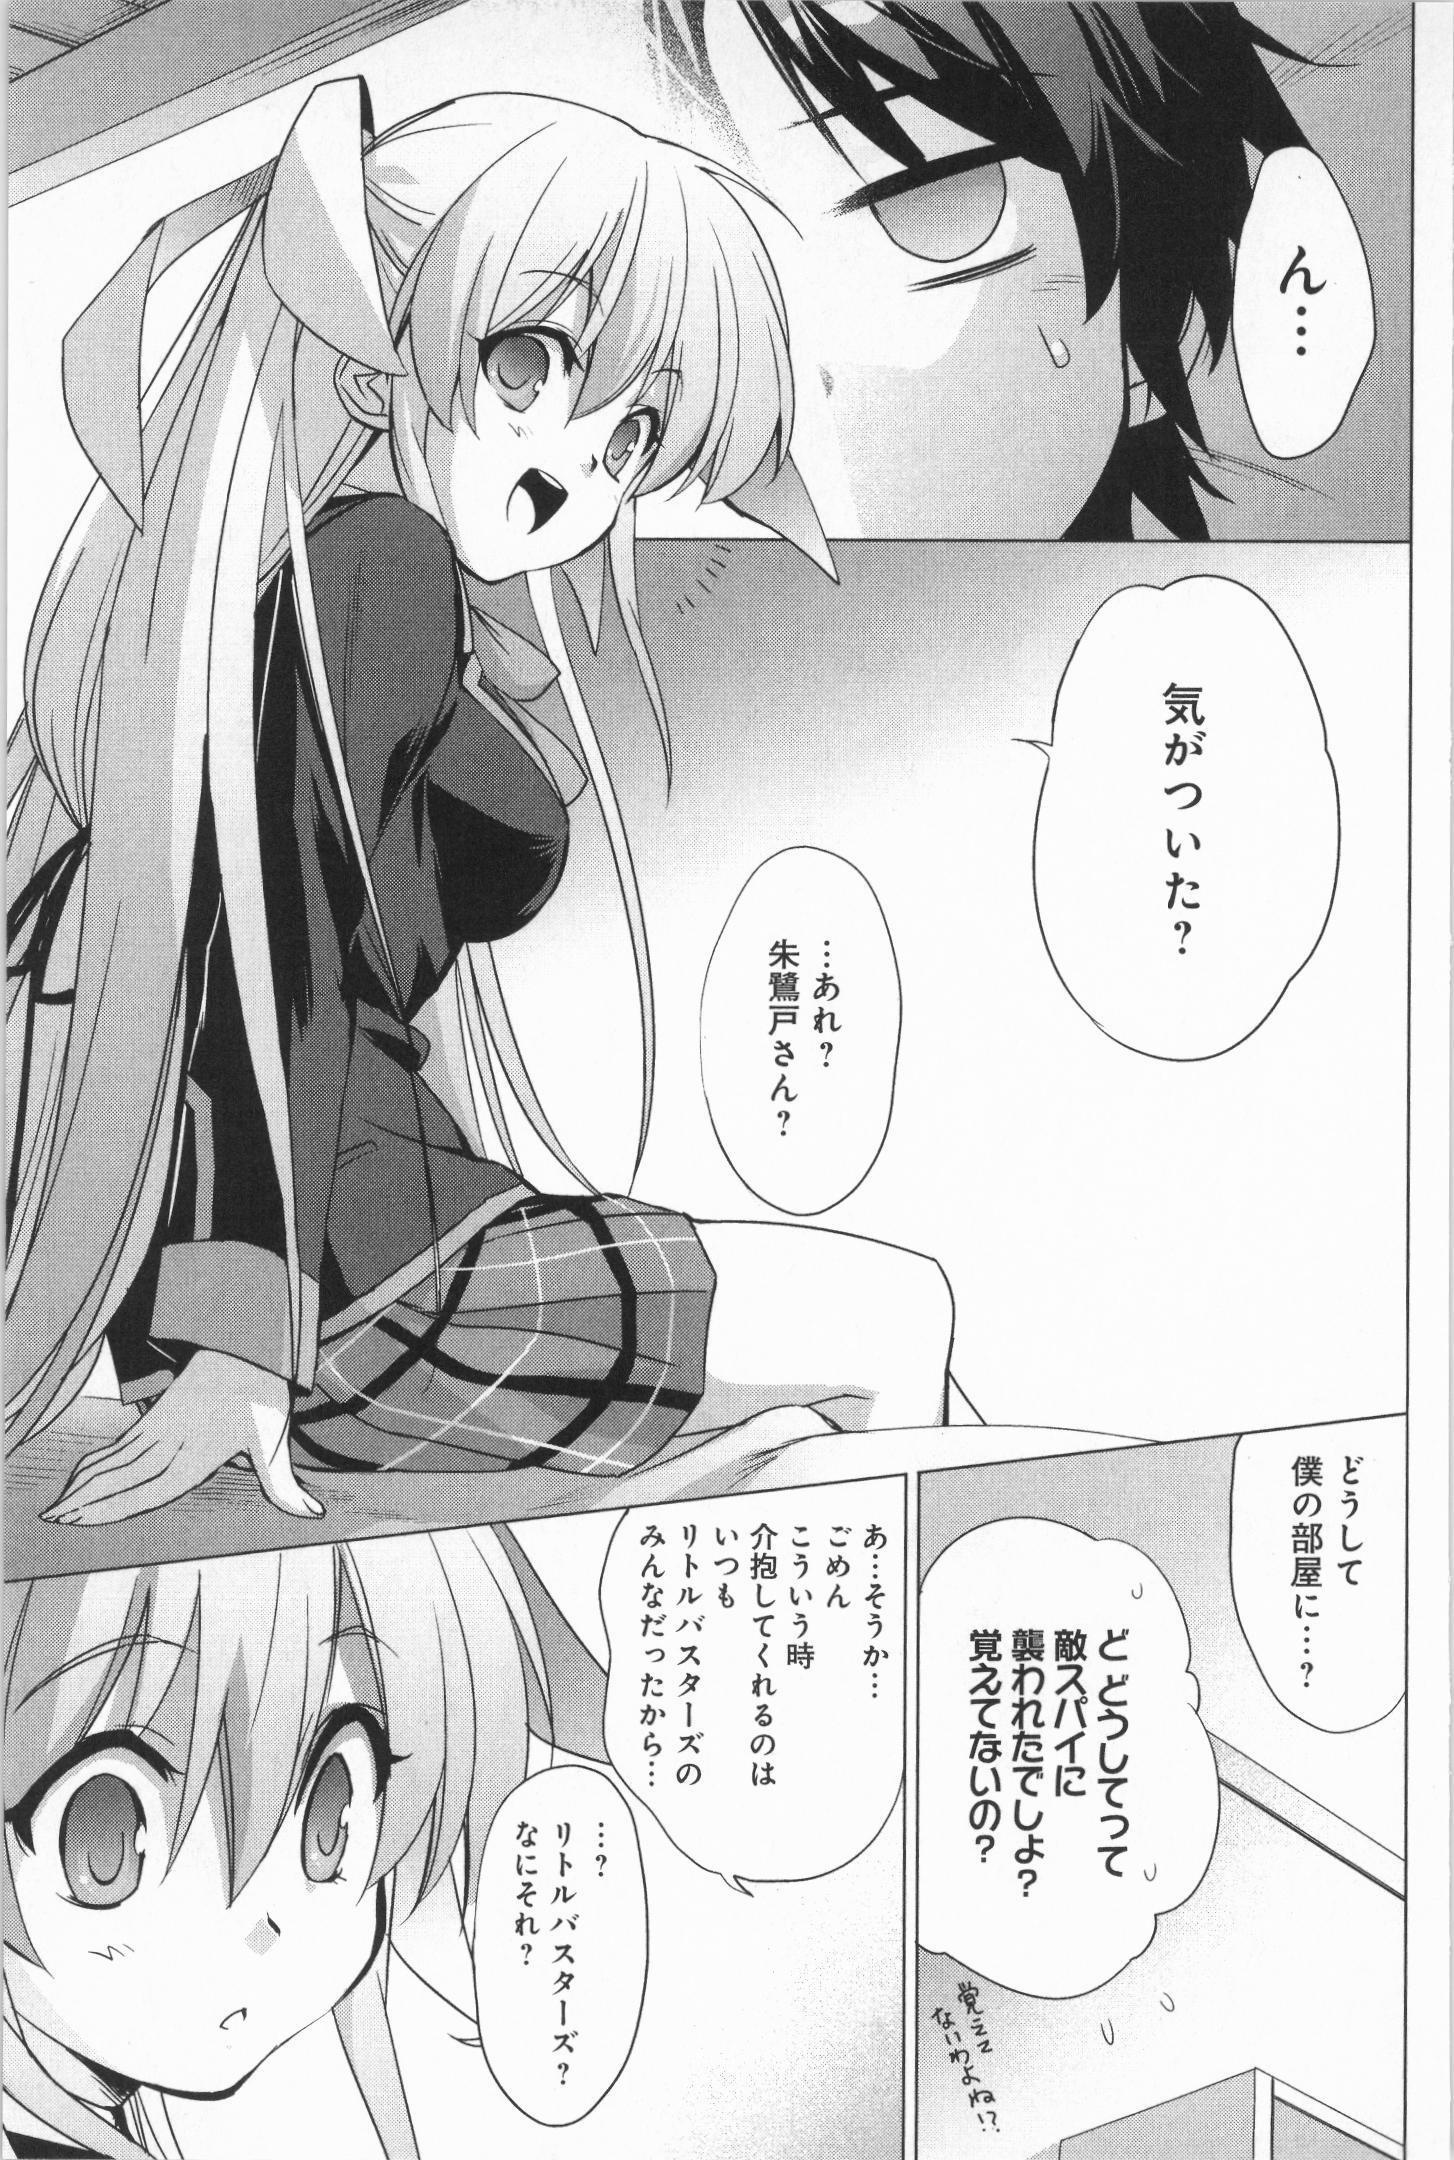 ん…
気がついた?
…あれ?
朱鷺戸さん?
どうして
僕の部屋に…?
ど どうしてって
敵スパイに
襲われたでしょ?
覚えてないの?
覚えて
ないわよね!?
あ…そうか…
ごめん
こういう時
介抱してくれるのは
いつも
リトルバスターズの
みんなだったから…
…?
リトルバスターズ?
なにそれ?